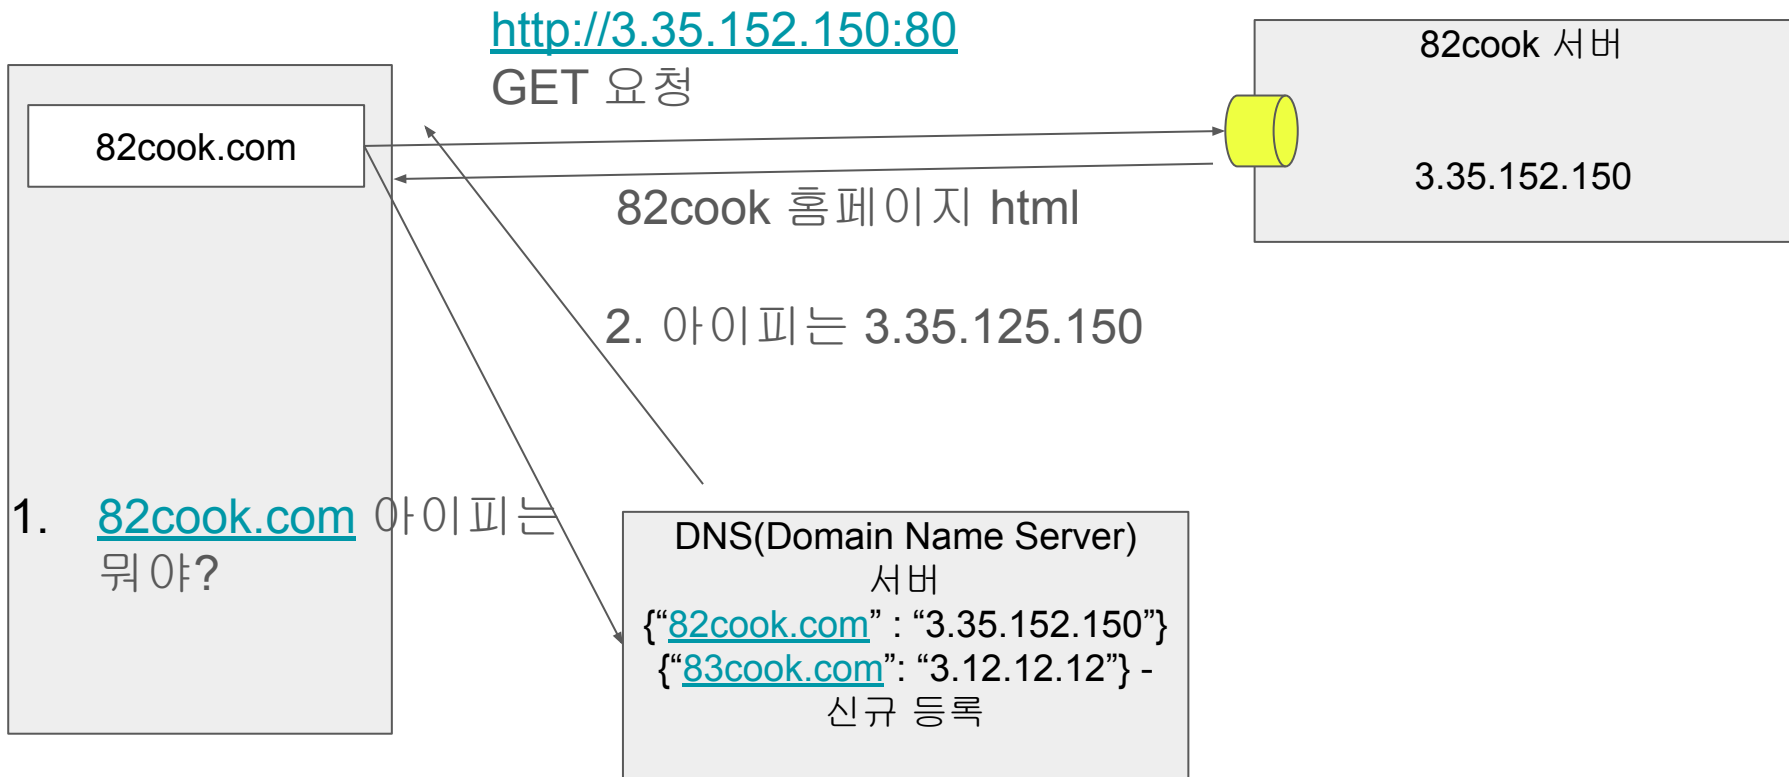 http://3.35.152.150:80
GET 요청
82cook 서버
82cook.com
3.35.152.150
82cook 홈페이지 html
2. 아이피는 3.35.125.150
1. 82cook.com 아이피는
뭐야?
DNS(Domain Name Server)
서버
{“82cook.com” : “3.35.152.150”}
{“83cook.com”: “3.12.12.12”} -
신규 등록